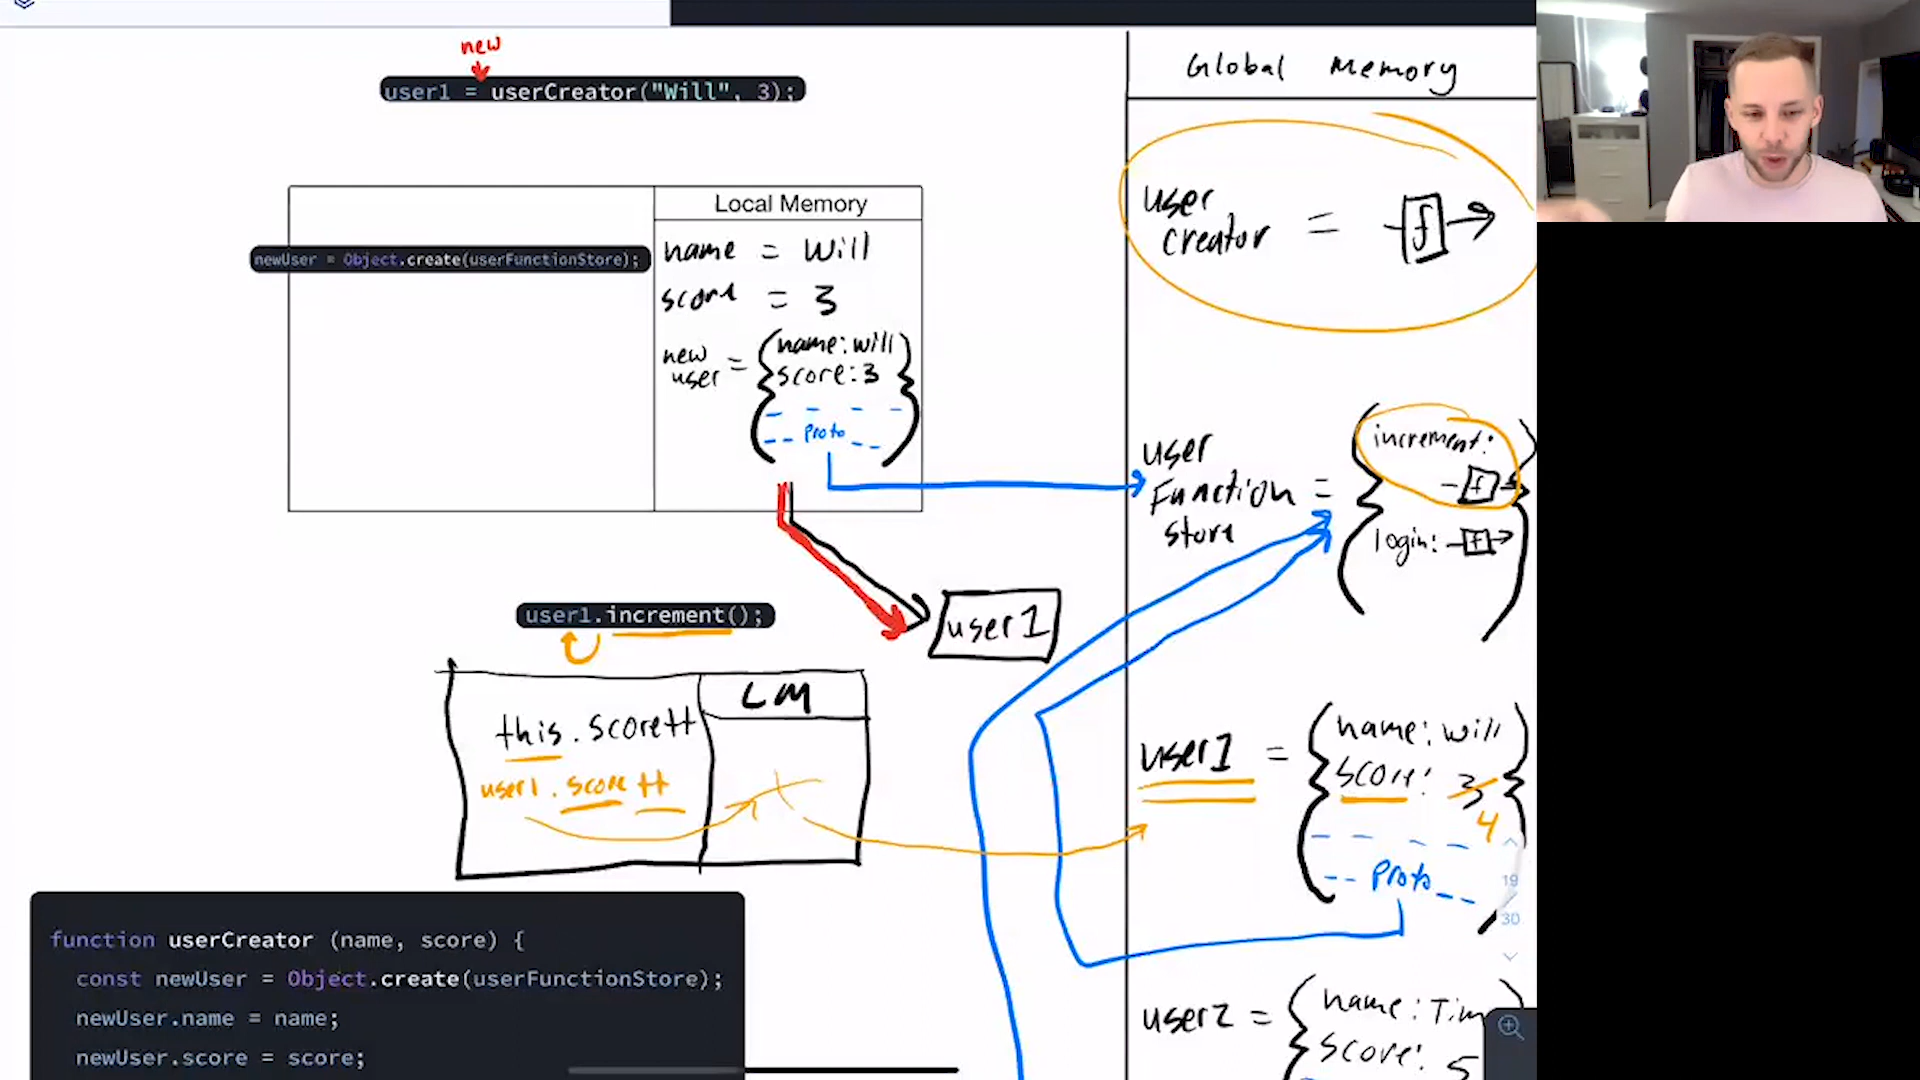 new
user1 = userCreator("Will", 3);
Local Memory
newUser = Object.create(userFunctionStore);
name = Will
score = 3
new user = {name: will
score: 3
Proto
user1
user1.increment();
LM
this.score++
user1.score++
function userCreator (name, score) {
const newUser = Object.create(userFunctionStore);
newUser.name = name;
newUser.score = score;
Global Memory
user
creator = f
user
Function
store =
increment:
f
login: f
user1 = {name: will
score: 3
4
Proto
19
30
user2 = {name: Tim
score: 5